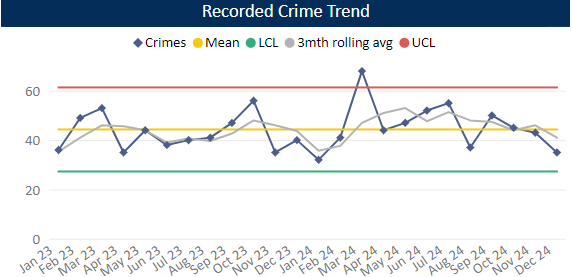 Recorded Crime Trend
Crimes Mean LCL 3mth rolling avg UCL
60
40
20
0
Jan 23 Feb 23 Mar 23 Apr 23 May 23 Jun 23 Jul 23 Aug 23 Sep 23 Oct 23 Nov 23 Dec 23 Jan 24 Feb 24 Mar 24 Apr 24 May 24 Jun 24 Jul 24 Aug 24 Sep 24 Oct 24 Nov 24 Dec 24